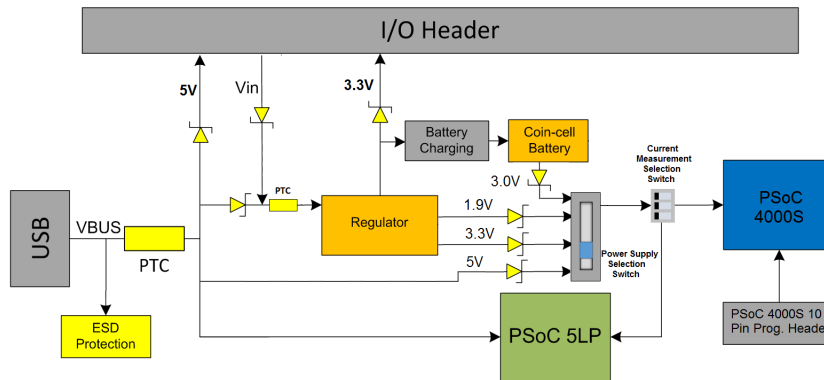 I/O Header
5V
Vin
3.3V
Battery
Charging
Coin-cell
Battery
Current
Measurement
Selection
Switch
3.0V
PTC
PSoC
4000S
USB
VBUS
PTC
Regulator
1.9V
3.3V
5V
Power Supply
Selection
Switch
ESD
Protection
PSoC 5LP
PSoC 4000S 10
Pin Prog. Heade